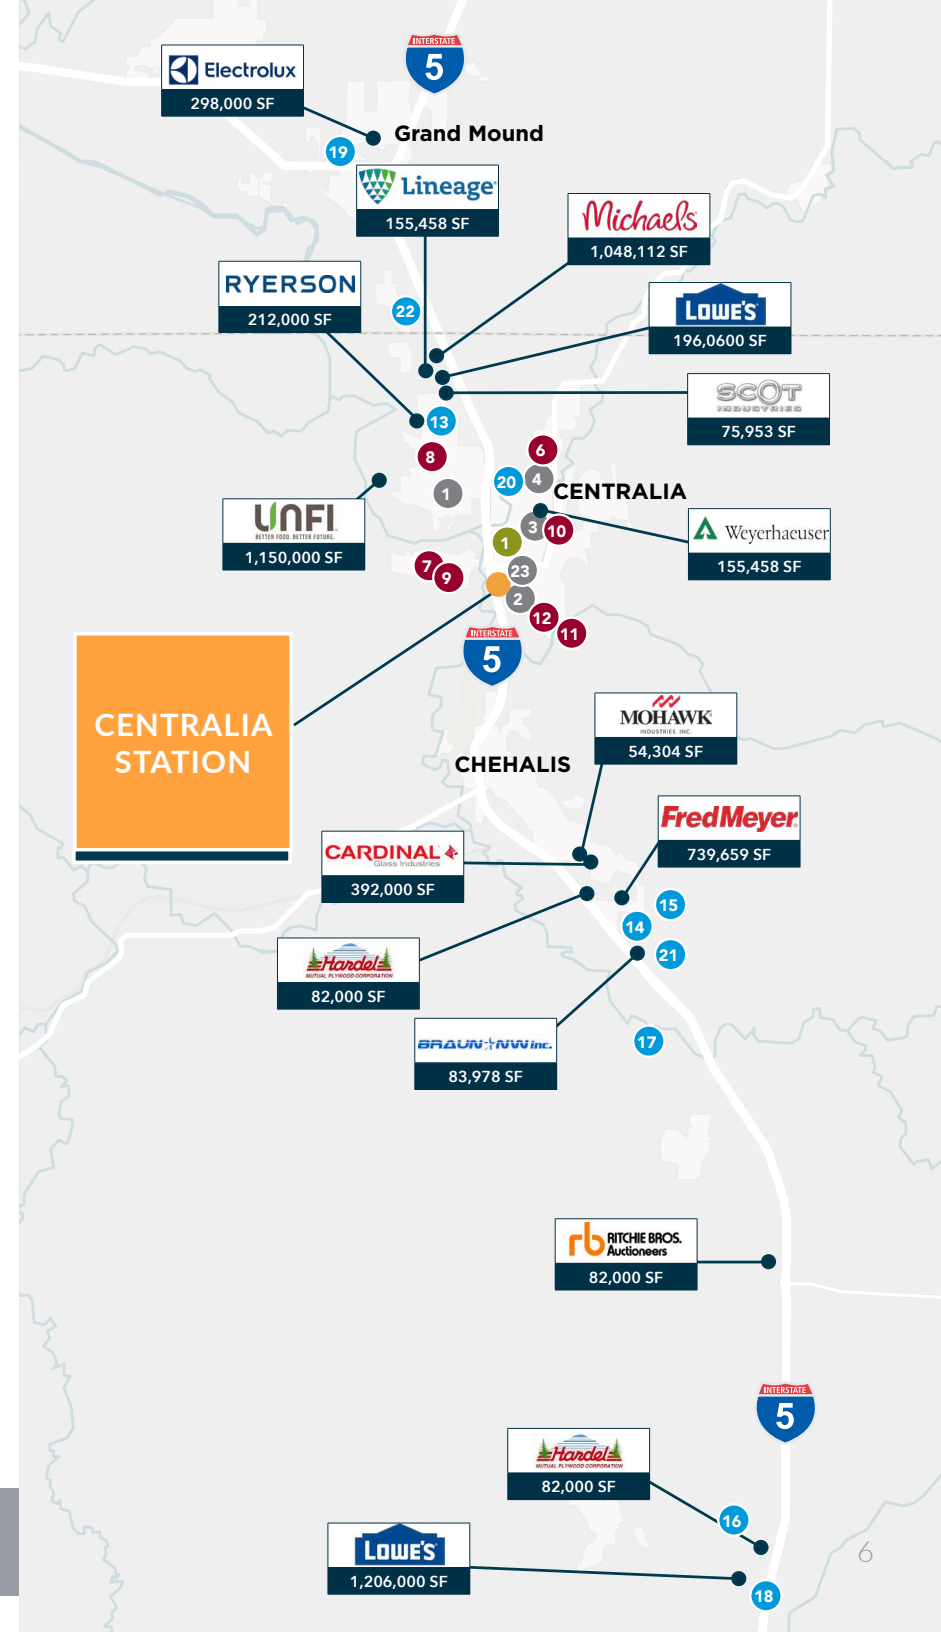 INTERSTATE
5
Electrolux
298,000 SF
Grand Mound
19
Lineage
155,458 SF
Michaels
1,048,112 SF
RYERSON
212,000 SF
22
LOWE'S
196,0600 SF
SCOT
INDUSTRIES
75,953 SF
13
8
6
1
20
4
CENTRALIA
UNFI
BETTER FOOD. BETTER FUTURE.
1,150,000 SF
3
10
1
Weyerhaeuser
155,458 SF
7
9
23
2
12
11
INTERSTATE
5
CENTRALIA
STATION
MOHAWK
INDUSTRIES, INC.
54,304 SF
CHEHALIS
FredMeyer
739,659 SF
CARDINAL
Glass Industries
392,000 SF
15
14
21
Hardel
MUTUAL PLYWOOD CORPORATION
82,000 SF
BRAUN NW inc.
83,978 SF
17
rb RITCHIE BROS.
Auctioneers
82,000 SF
INTERSTATE
5
Hardel
MUTUAL PLYWOOD CORPORATION
82,000 SF
16
LOWE'S
1,206,000 SF
18
6